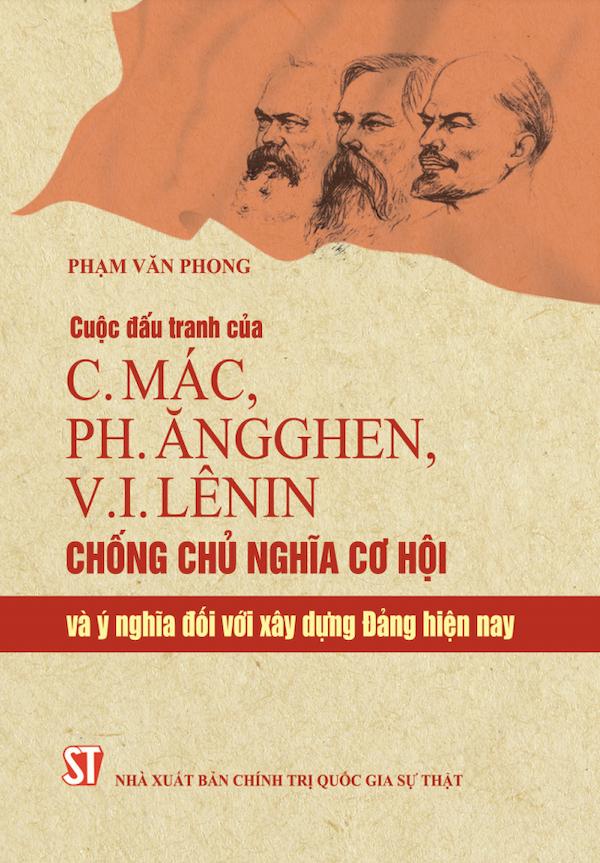 PHẠM VĂN PHONG
Cuộc đấu tranh của
C. MÁC,
PH. ĂNGGHEN,
V.I. LÊNIN
CHỐNG CHỦ NGHĨA CƠ HỘI
và ý nghĩa đối với xây dựng Đảng hiện nay
ST
NHÀ XUẤT BẢN CHÍNH TRỊ QUỐC GIA SỰ THẬT